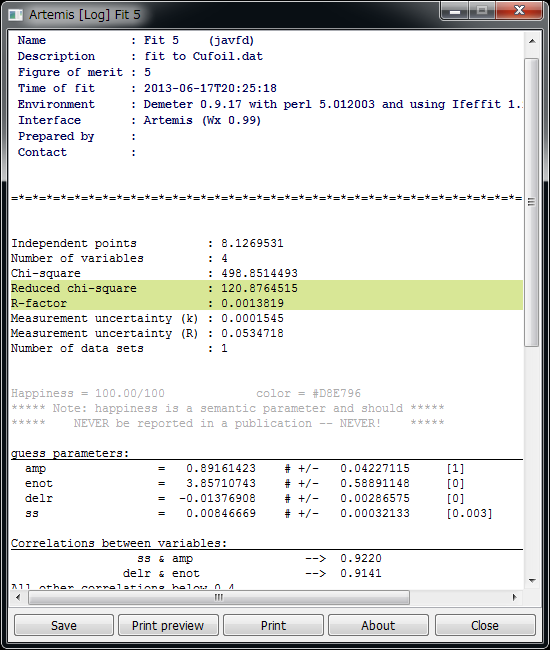 Artemis [Log] Fit 5
Name : Fit 5 (javfd)
Description : fit to Cufoil.dat
Figure of merit : 5
Time of fit : 2013-06-17T20:25:18
Environment : Demeter 0.9.17 with perl 5.012003 and using Ifeffit 1.
Interface : Artemis (Wx 0.99)
Prepared by :
Contact :
=*=*=*=*=*=*=*=*=*=*=*=*=*=*=*=*=*=*=*=*=*=*=*=*=*=*=*=*=*=*=*=*=*=
Independent points : 8.1269531
Number of variables : 4
Chi-square : 498.8514493
Reduced chi-square : 120.8764515
R-factor : 0.0013819
Measurement uncertainty (k) : 0.0001545
Measurement uncertainty (R) : 0.0534718
Number of data sets : 1
Happiness = 100.00/100 color = #D8E796
***** Note: happiness is a semantic parameter and should *****
***** NEVER be reported in a publication -- NEVER! *****
guess parameters:
amp = 0.89161423 # +/- 0.04227115 [1]
enot = 3.85710743 # +/- 0.58891148 [0]
delr = -0.01376908 # +/- 0.00286575 [0]
ss = 0.00846669 # +/- 0.00032133 [0.003]
Correlations between variables:
ss & amp --> 0.9220
delr & enot --> 0.9141
All other correlations below 0.4
Save Print preview Print About Close